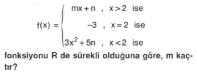 mx+n , x>2 ise
f(x)= -3 , x=2 ise
3x²+5n , x<2 ise
fonksiyonu R de sürekli olduğuna göre, m kaç-
tır?